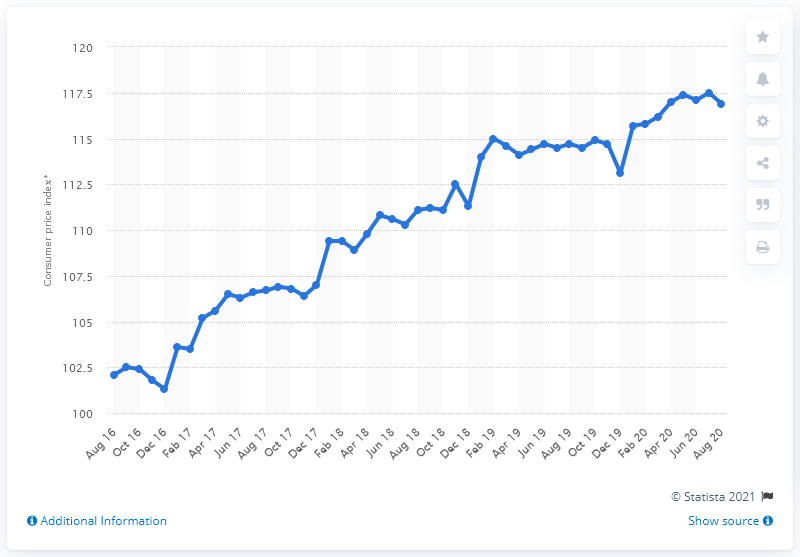 120
117.5
115
112.5
110
107.5
105
102.5
100
Consumer price index*
Aug 16
Oct 16
Dec 16
Feb 17
Apr 17
Jun 17
Aug 17
Oct 17
Dec 17
Feb 18
Apr 18
Jun 18
Aug 18
Oct 18
Dec 18
Feb 19
Apr 19
Jun 19
Aug 19
Oct 19
Dec 19
Feb 20
Apr 20
Jun 20
Aug 20
© Statista 2021
Additional Information
Show source